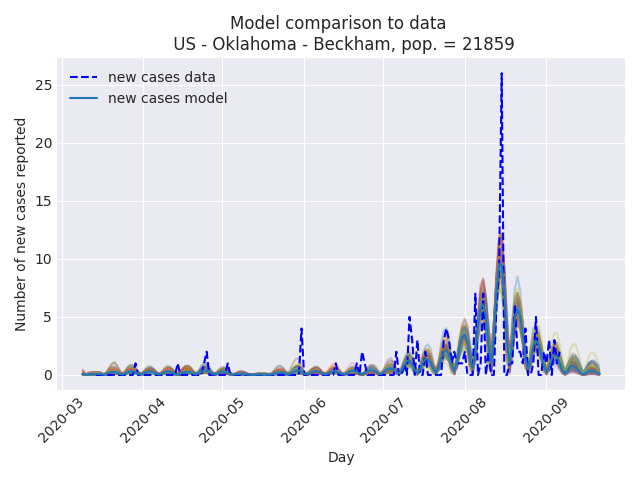 Model comparison to data
US - Oklahoma - Beckham, pop. = 21859
new cases data
new cases model
Number of new cases reported
25
20
15
10
5
0
2020-03
2020-04
2020-05
2020-06
2020-07
2020-08
2020-09
Day